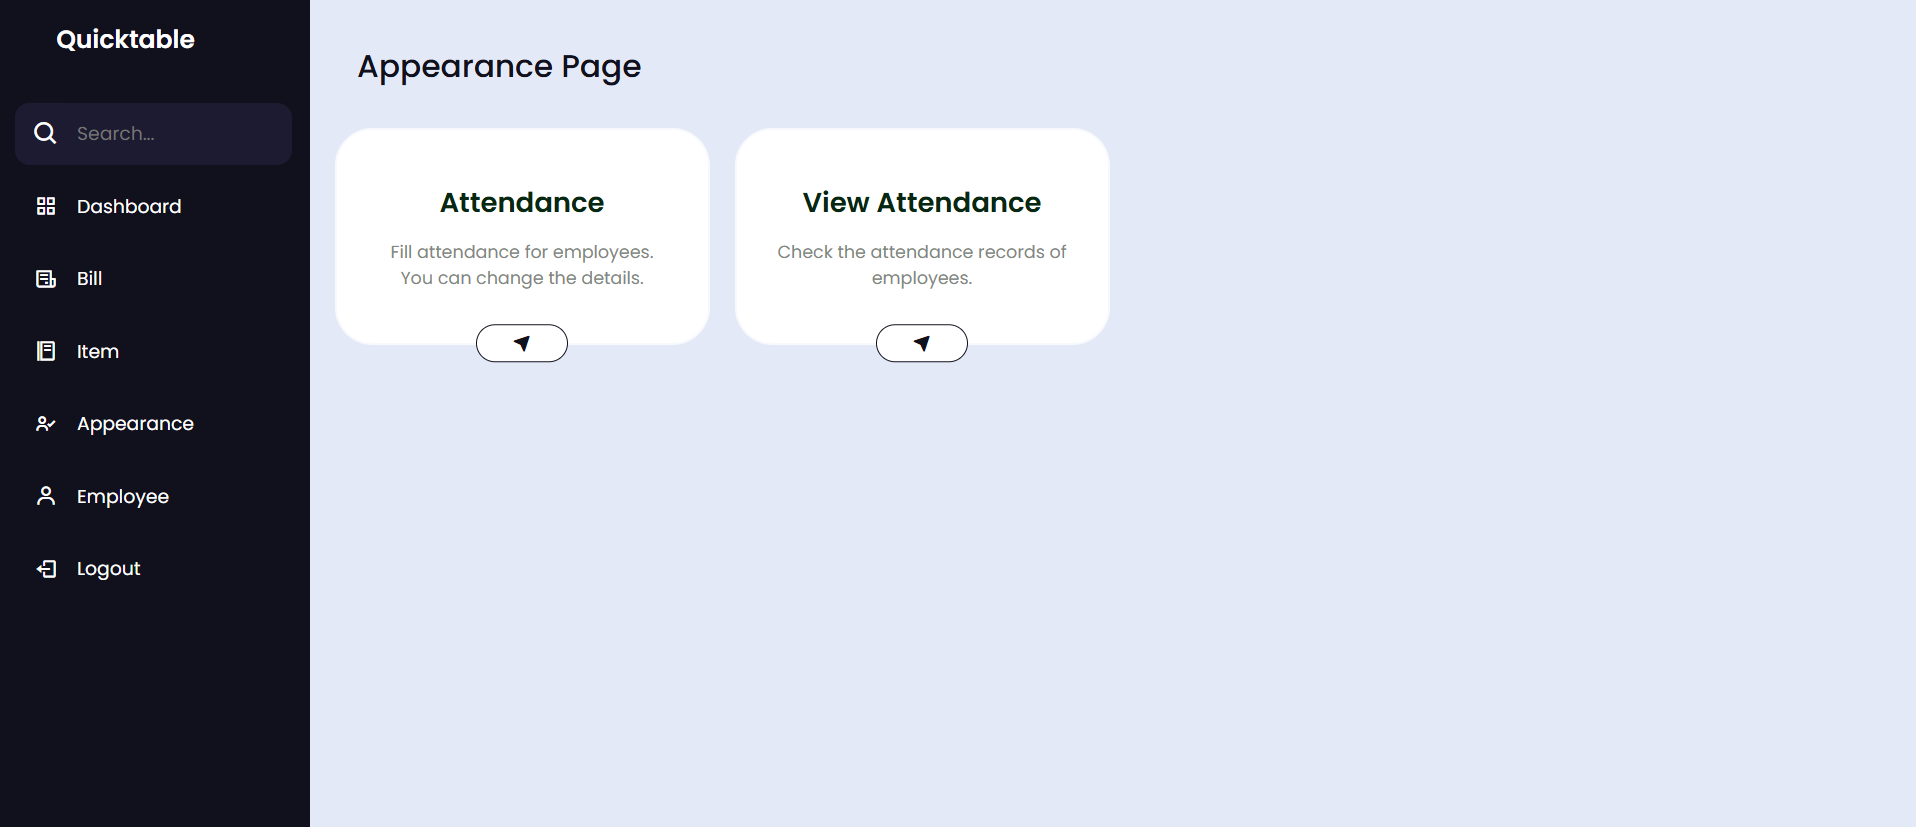 Quicktable
Search...
Dashboard
Bill
Item
Appearance
Employee
Logout
Appearance Page
Attendance
Fill attendance for employees.
You can change the details.
View Attendance
Check the attendance records of
employees.